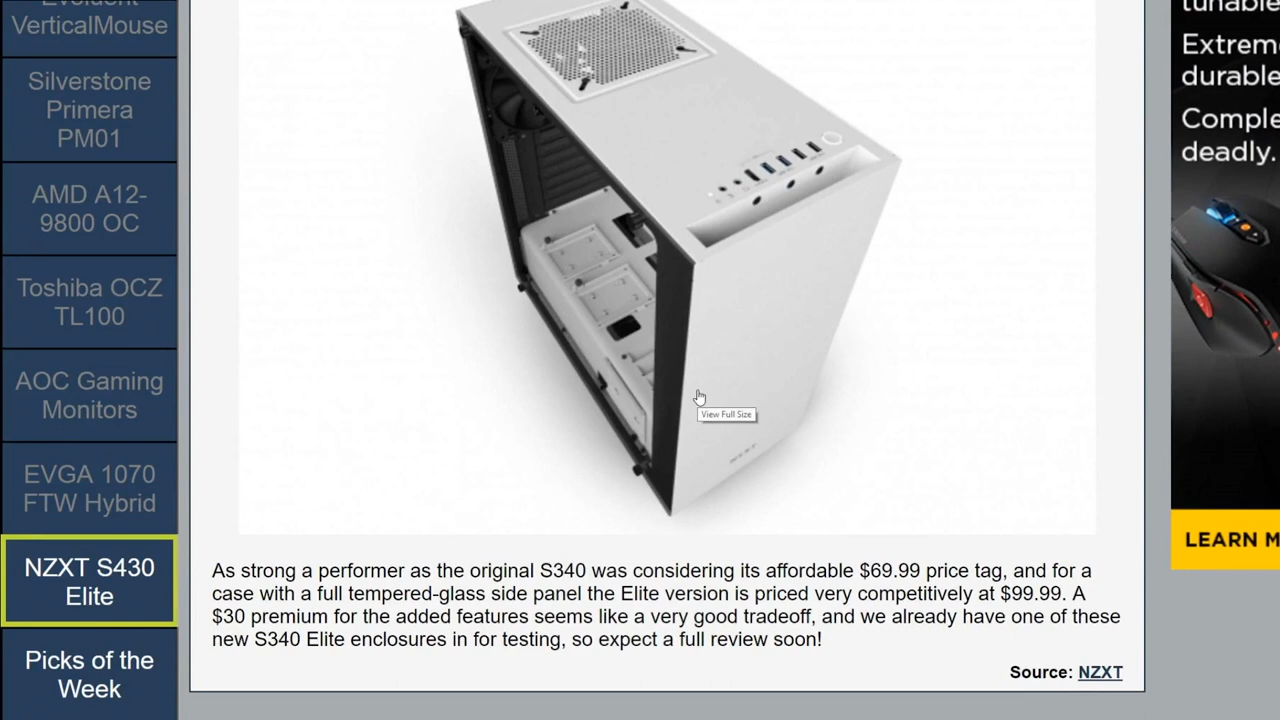 Evoluent
VerticalMouse
Silverstone
Primera
PM01
AMD A12-
9800 OC
Toshiba OCZ
TL100
AOC Gaming
Monitors
EVGA 1070
FTW Hybrid
NZXT S430
Elite
Picks of the
Week
NZXT
View Full Size
As strong a performer as the original S340 was considering its affordable $69.99 price tag, and for a
case with a full tempered-glass side panel the Elite version is priced very competitively at $99.99. A
$30 premium for the added features seems like a very good tradeoff, and we already have one of these
new S340 Elite enclosures in for testing, so expect a full review soon!
Source: NZXT
tunable
Extrem
durable
Comple
deadly.
LEARN M